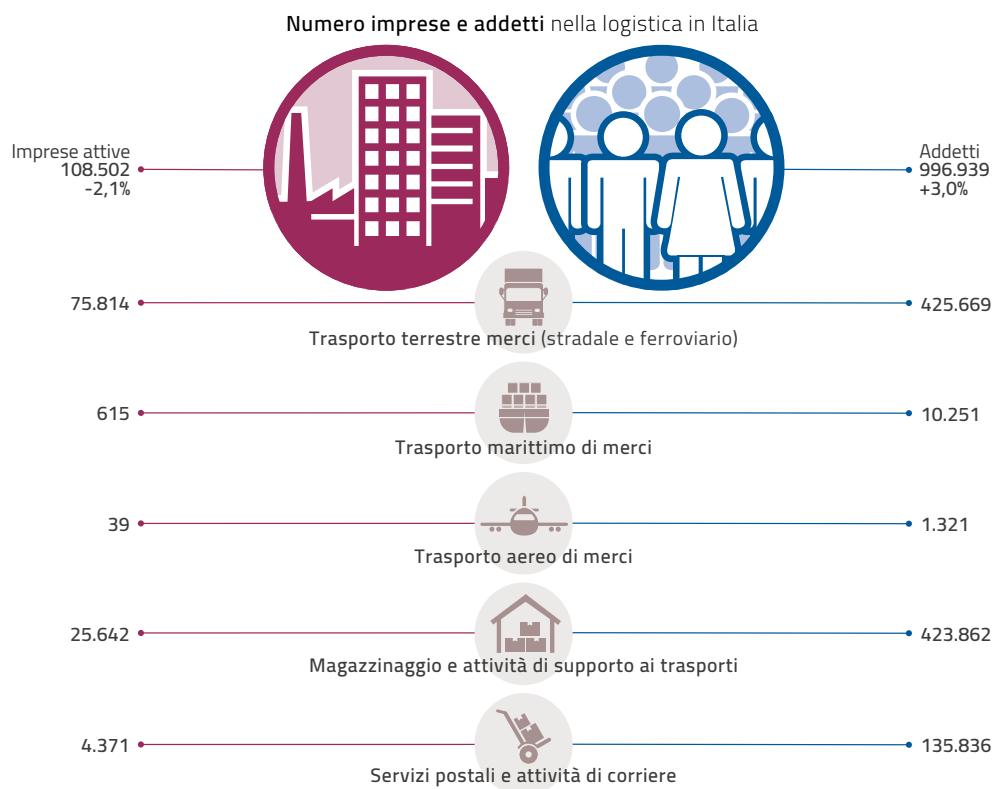 Numero imprese e addetti nella logistica in Italia
Imprese attive
108.502
-2,1%
Addetti
996.939
+3,0%
75.814
425.669
Trasporto terrestre merci (stradale e ferroviario)
615
10.251
Trasporto marittimo di merci
39
1.321
Trasporto aereo di merci
25.642
423.862
Magazzinaggio e attività di supporto ai trasporti
4.371
135.836
Servizi postali e attività di corriere